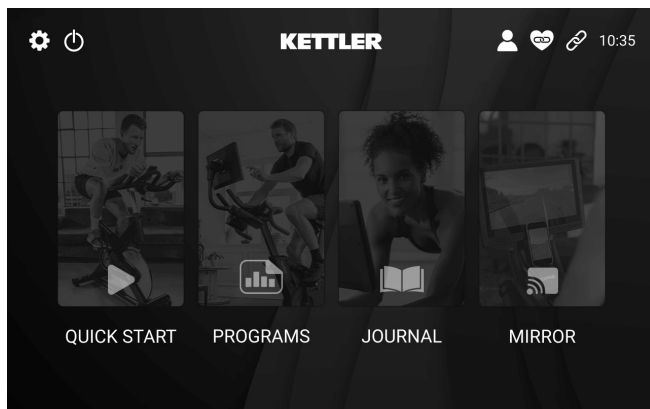 KETTLER
10:35
QUICK START
PROGRAMS
JOURNAL
MIRROR